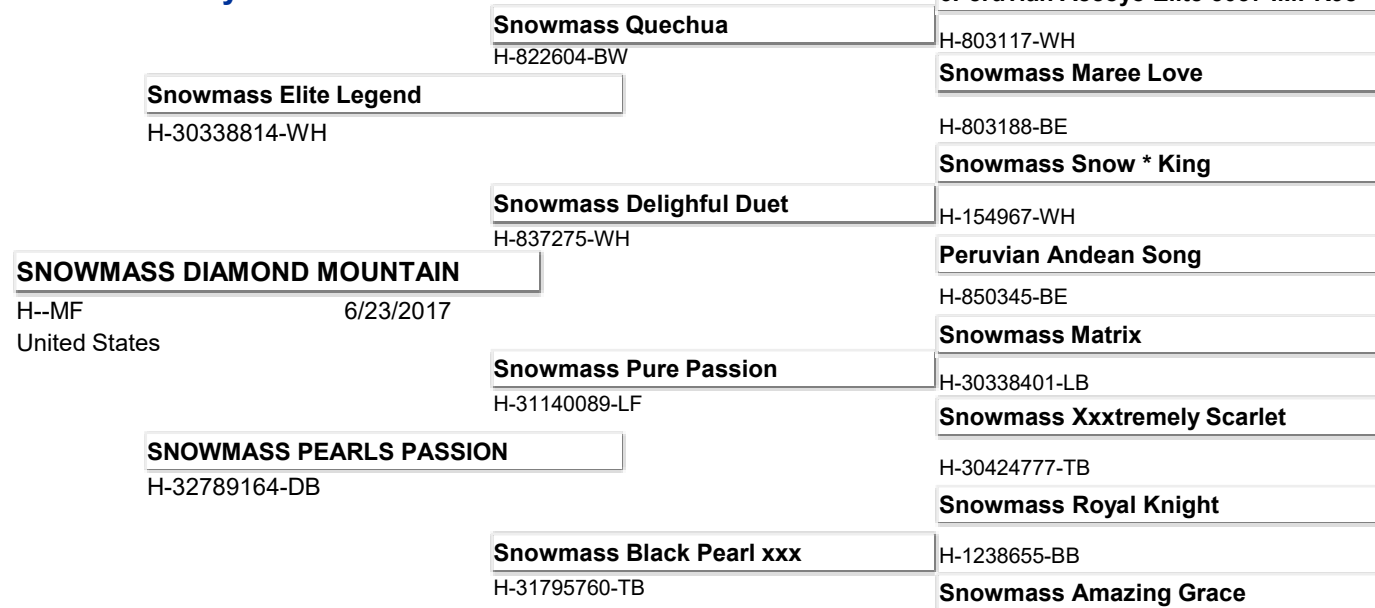 Snowmass Quechua
H-822604-BW
H-803117-WH
Snowmass Maree Love
Snowmass Elite Legend
H-30338814-WH
H-803188-BE
Snowmass Snow * King
Snowmass Delighful Duet
H-837275-WH
H-154967-WH
Peruvian Andean Song
SNOWMASS DIAMOND MOUNTAIN
H--MF 6/23/2017
United States
H-850345-BE
Snowmass Matrix
Snowmass Pure Passion
H-31140089-LF
H-30338401-LB
Snowmass Xxxtremely Scarlet
SNOWMASS PEARLS PASSION
H-32789164-DB
H-30424777-TB
Snowmass Royal Knight
Snowmass Black Pearl xxx
H-31795760-TB
H-1238655-BB
Snowmass Amazing Grace